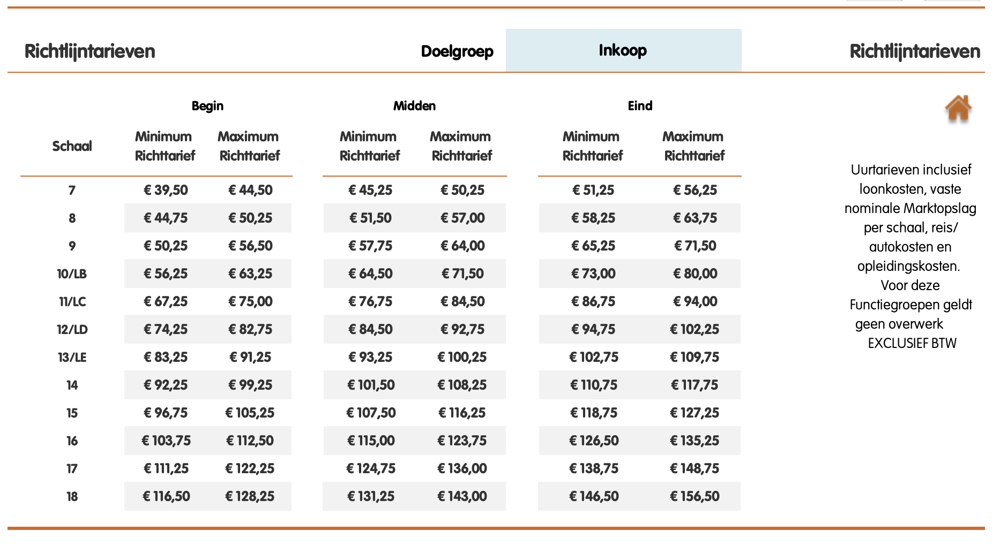 Richtlijntarieven Doelgroep Inkoop Richtlijntarieven
Begin Midden Eind
Schaal Minimum Richttarief Maximum Richttarief Minimum Richttarief Maximum Richttarief Minimum Richttarief Maximum Richttarief
7 € 39,50 € 44,50 € 45,25 € 50,25 € 51,25 € 56,25
8 € 44,75 € 50,25 € 51,50 € 57,00 € 58,25 € 63,75
9 € 50,25 € 56,50 € 57,75 € 64,00 € 65,25 € 71,50
10/LB € 56,25 € 63,25 € 64,50 € 71,50 € 73,00 € 80,00
11/LC € 67,25 € 75,00 € 76,75 € 84,50 € 86,75 € 94,00
12/LD € 74,25 € 82,75 € 84,50 € 92,75 € 94,75 € 102,25
13/LE € 83,25 € 91,25 € 93,25 € 100,25 € 102,75 € 109,75
14 € 92,25 € 99,25 € 101,50 € 108,25 € 110,75 € 117,75
15 € 96,75 € 105,25 € 107,50 € 116,25 € 118,75 € 127,25
16 € 103,75 € 112,50 € 115,00 € 123,75 € 126,50 € 135,25
17 € 111,25 € 122,25 € 124,75 € 136,00 € 138,75 € 148,75
18 € 116,50 € 128,25 € 131,25 € 143,00 € 146,50 € 156,50
Uurtarieven inclusief
loonkosten, vaste
nominale Marktopslag
per schaal, reis/
autokosten en
opleidingskosten.
Voor deze
Functiegroepen geldt
geen overwerk
EXCLUSIEF BTW